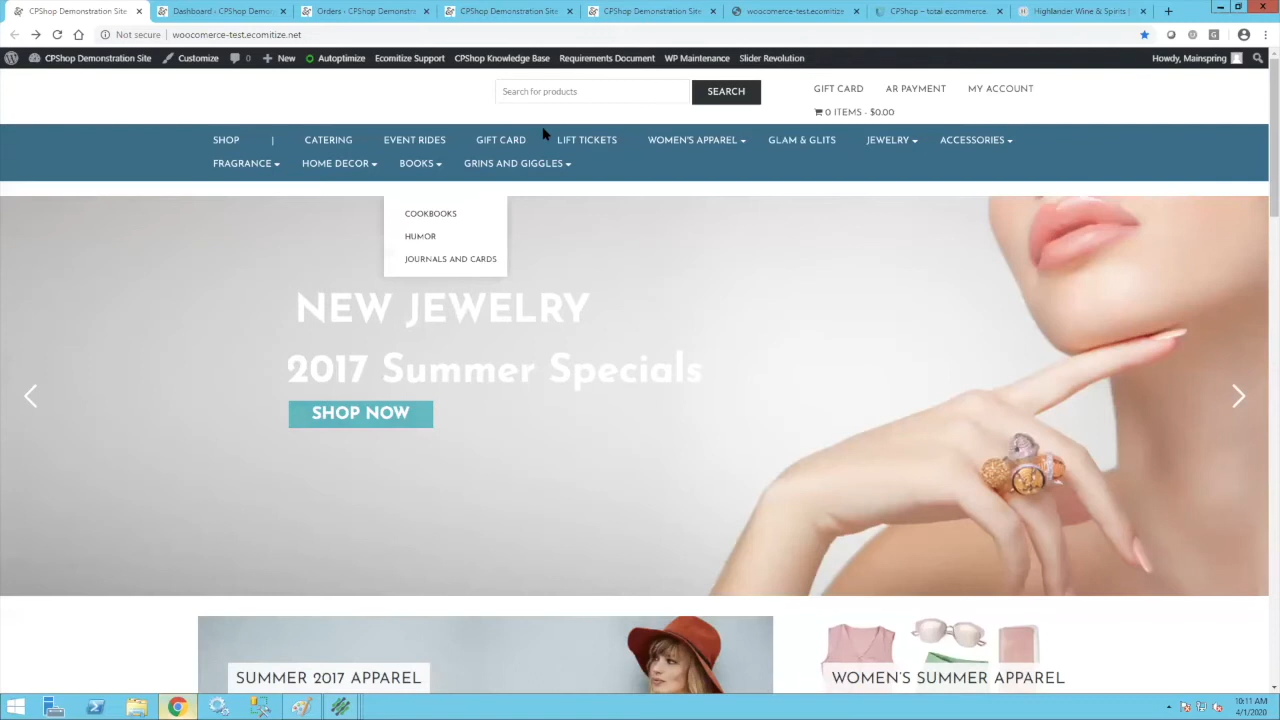 CPShop Demonstration Site
Dashboard - CPShop Demo
Orders - CPShop Demonstra
CPShop Demonstration Site
CPShop Demonstration Site
woocomerce-test.ecomitize
CPShop – total ecommerce
Highlander Wine & Spirits |
Not secure | woocomerce-test.ecomitize.net
CPShop Demonstration Site Customize 0 New Autoptimize Ecomitize Support CPShop Knowledge Base Requirements Document WP Maintenance Slider Revolution Howdy, Mainspring
Search for products SEARCH GIFT CARD AR PAYMENT MY ACCOUNT
0 ITEMS - $0.00
SHOP | CATERING EVENT RIDES GIFT CARD LIFT TICKETS WOMEN'S APPAREL GLAM & GLITS JEWELRY ACCESSORIES
FRAGRANCE HOME DECOR BOOKS GRINS AND GIGGLES
COOKBOOKS
HUMOR
JOURNALS AND CARDS
NEW JEWELRY
2017 Summer Specials
SHOP NOW
SUMMER 2017 APPAREL
WOMEN'S SUMMER APPAREL
10:11 AM
4/1/2020